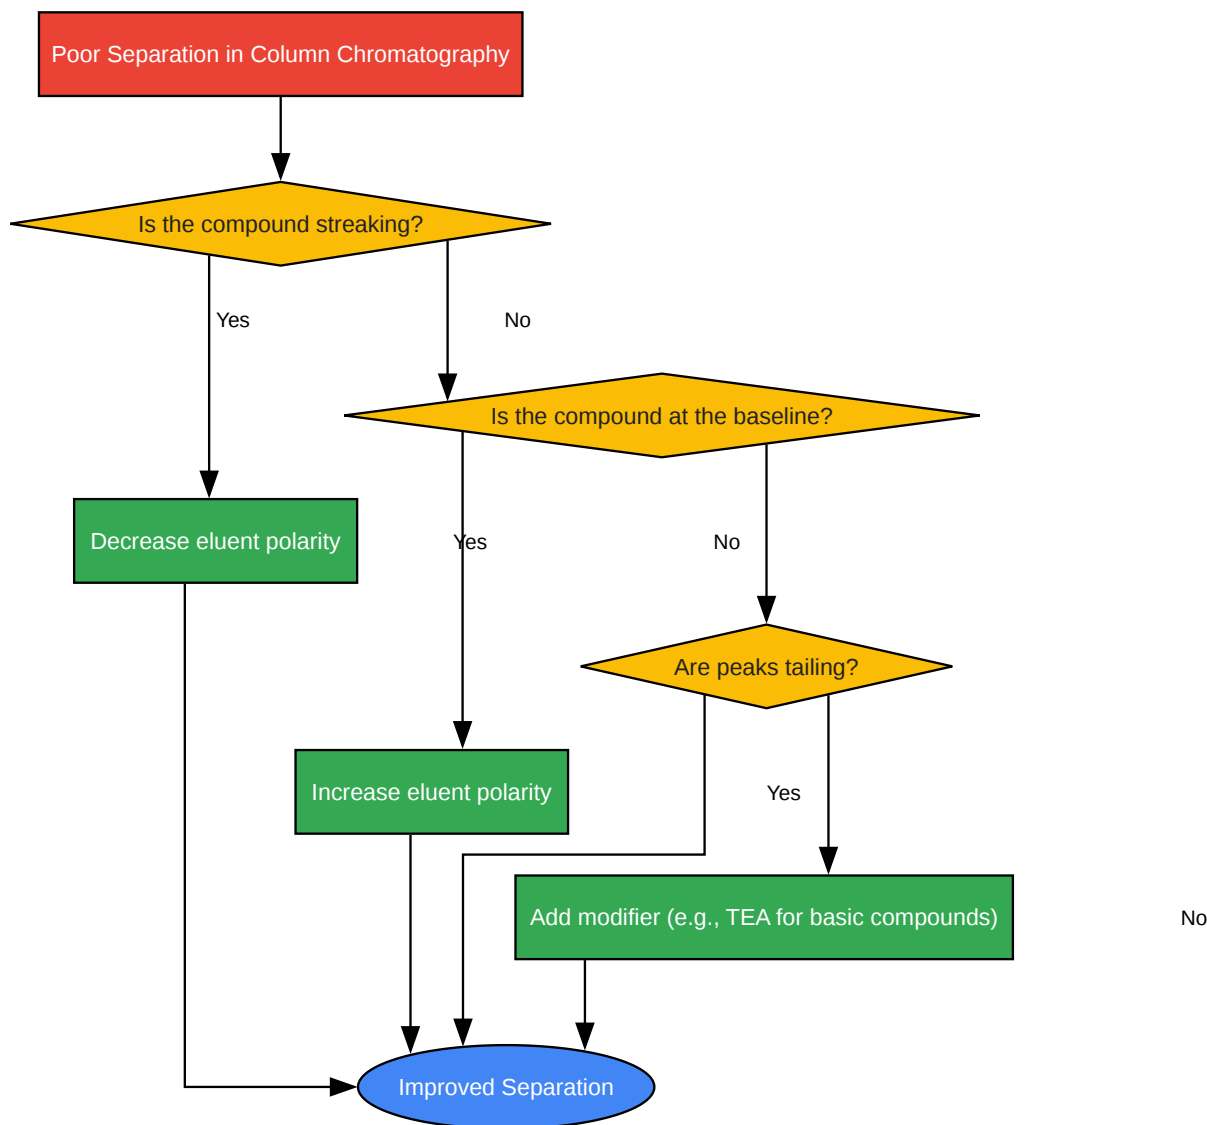 Poor Separation in Column Chromatography
Is the compound streaking?
Yes
No
Is the compound at the baseline?
Decrease eluent polarity
Yes
No
Are peaks tailing?
Increase eluent polarity
Yes
Add modifier (e.g., TEA for basic compounds)
No
Improved Separation